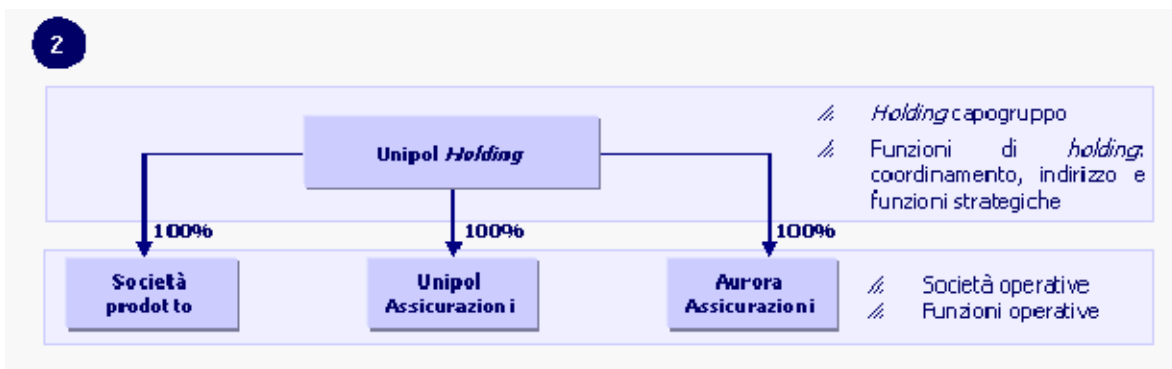 2
Holding capogruppo
Unipol Holding
Funzioni di holding:
coordinamento, indirizzo e
funzioni strategiche
100% 100% 100%
Società
prodotto
Unipol
Assicurazioni
Aurora
Assicurazioni
Società operative
Funzioni operative